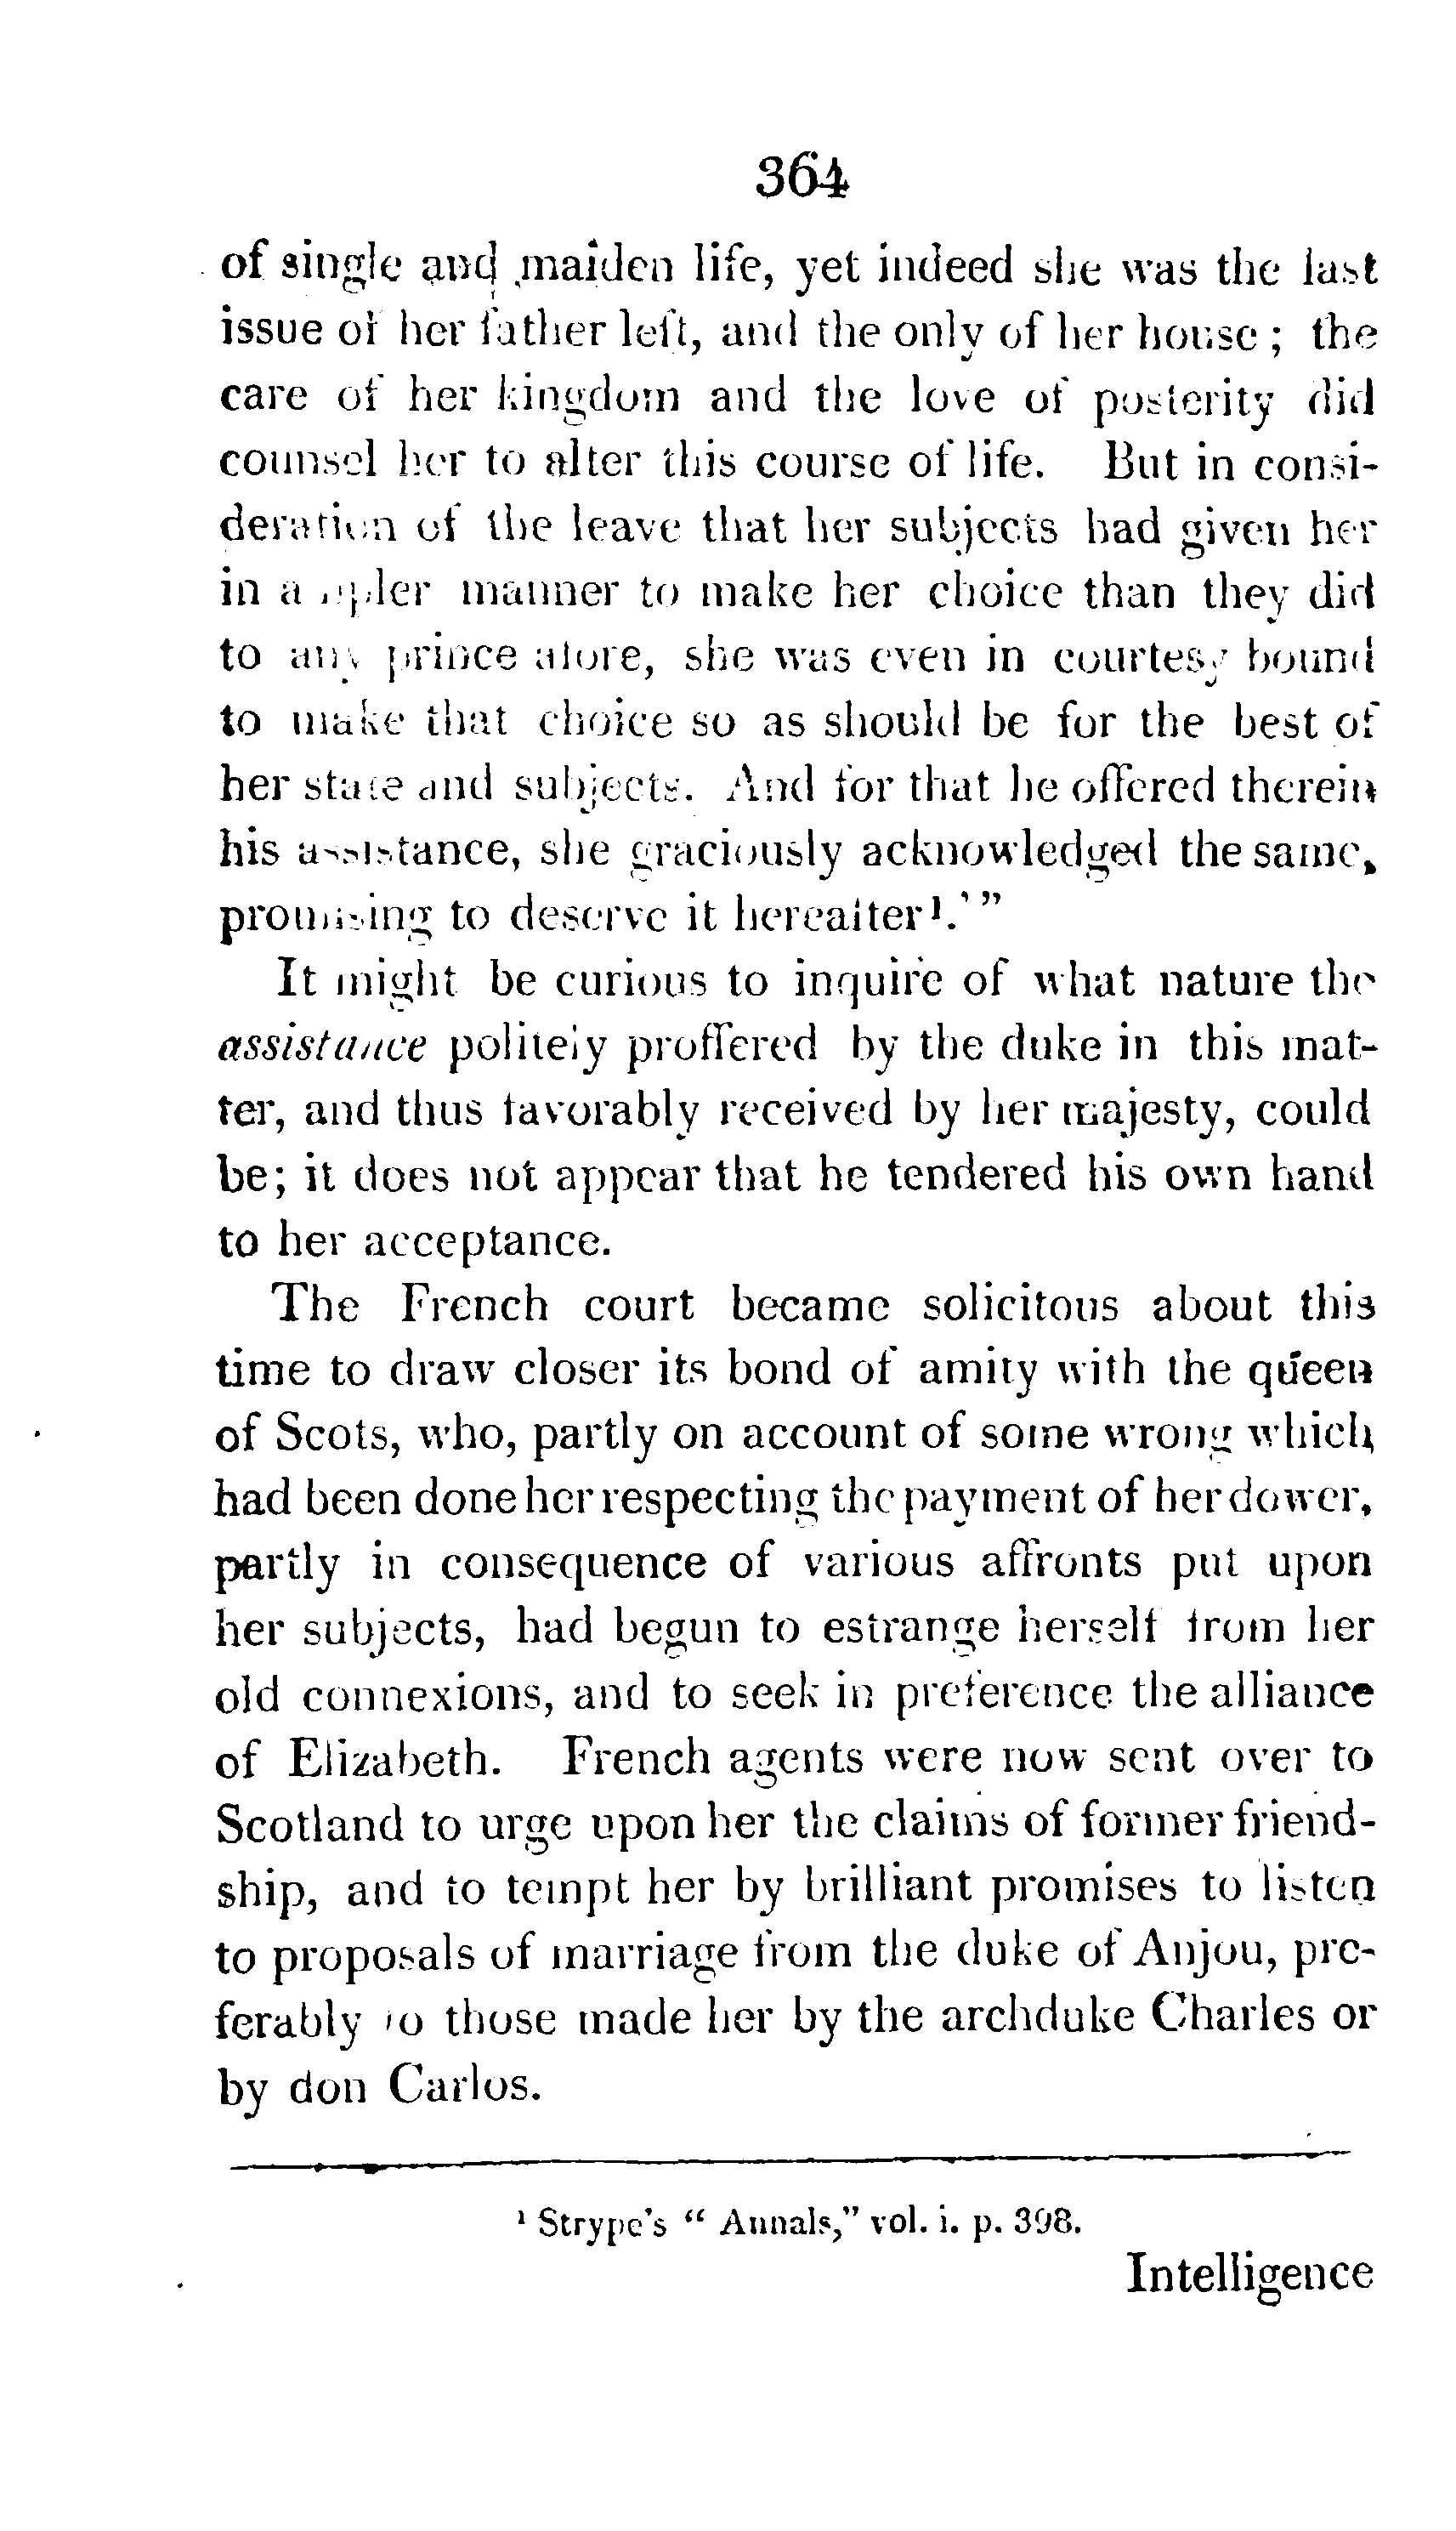 364
of single and maiden life, yet indeed she was the last
issue of her father left, and the only of her house ; the
care of her kingdom and the love of posterity did
counsel her to alter this course of life. But in consi-
deration of the leave that her subjects had given her
in a manner to make her choice than they did
to any prince afore, she was even in courtesy bound
to make that choice so as should be for the best of
her state and subjects. And for that he offered therein
his assistance, she graciously acknowledged the same,
promising to deserve it hereafter¹.' "
It might be curious to inquire of what nature the
assistance politely proffered by the duke in this mat-
ter, and thus favorably received by her majesty, could
be; it does not appear that he tendered his own hand
to her acceptance.
The French court became solicitous about this
time to draw closer its bond of amity with the queen
of Scots, who, partly on account of some wrong which
had been done her respecting the payment of her dower,
partly in consequence of various affronts put upon
her subjects, had begun to estrange herself from her
old connexions, and to seek in preference the alliance
of Elizabeth. French agents were now sent over to
Scotland to urge upon her the claims of former friend-
ship, and to tempt her by brilliant promises to listen
to proposals of marriage from the duke of Anjou, pre-
ferably to those made her by the archduke Charles or
by don Carlos.
¹ Strype's " Annals," vol. i. p. 398.
Intelligence